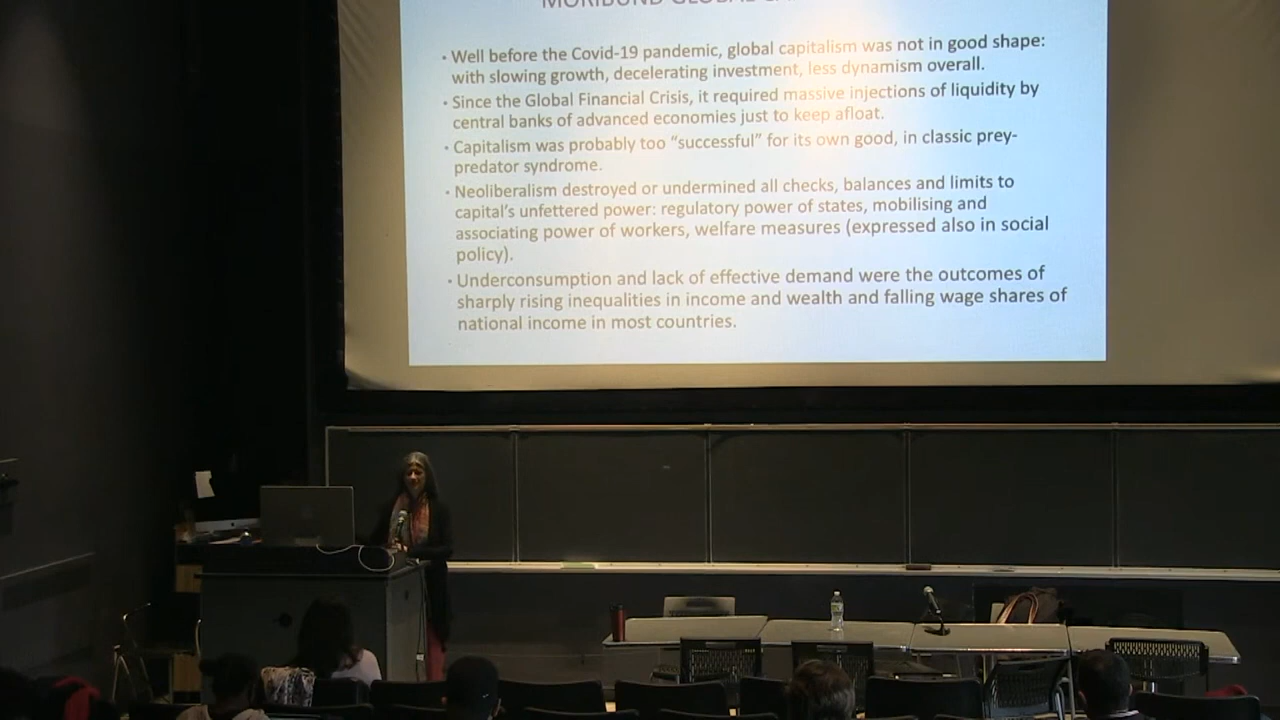 MORIBUND GLOBAL
• Well before the Covid-19 pandemic, global capitalism was not in good shape:
with slowing growth, decelerating investment, less dynamism overall.
• Since the Global Financial Crisis, it required massive injections of liquidity by
central banks of advanced economies just to keep afloat.
• Capitalism was probably too “successful” for its own good, in classic prey-
predator syndrome.
• Neoliberalism destroyed or undermined all checks, balances and limits to
capital’s unfettered power: regulatory power of states, mobilising and
associating power of workers, welfare measures (expressed also in social
policy).
• Underconsumption and lack of effective demand were the outcomes of
sharply rising inequalities in income and wealth and falling wage shares of
national income in most countries.